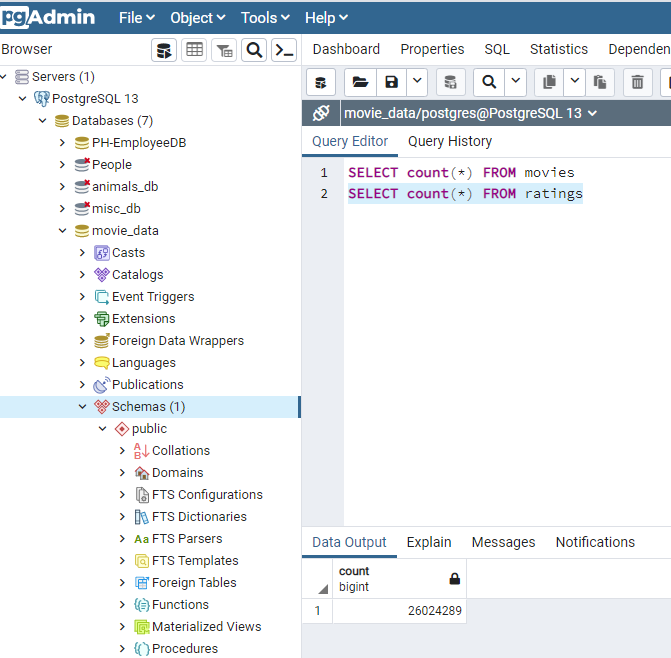 pgAdmin File Object Tools Help
Browser
Dashboard Properties SQL Statistics Dependen
Servers (1)
PostgreSQL 13
Databases (7)
PH-EmployeeDB
People
animals_db
misc_db
movie_data
Casts
Catalogs
Event Triggers
Extensions
Foreign Data Wrappers
Languages
Publications
Schemas (1)
public
Collations
Domains
FTS Configurations
FTS Dictionaries
Aa FTS Parsers
FTS Templates
Foreign Tables
Functions
Materialized Views
Procedures
movie_data/postgres@PostgreSQL 13
Query Editor Query History
1 SELECT count(*) FROM movies
2 SELECT count(*) FROM ratings
Data Output Explain Messages Notifications
count
bigint
1 26024289